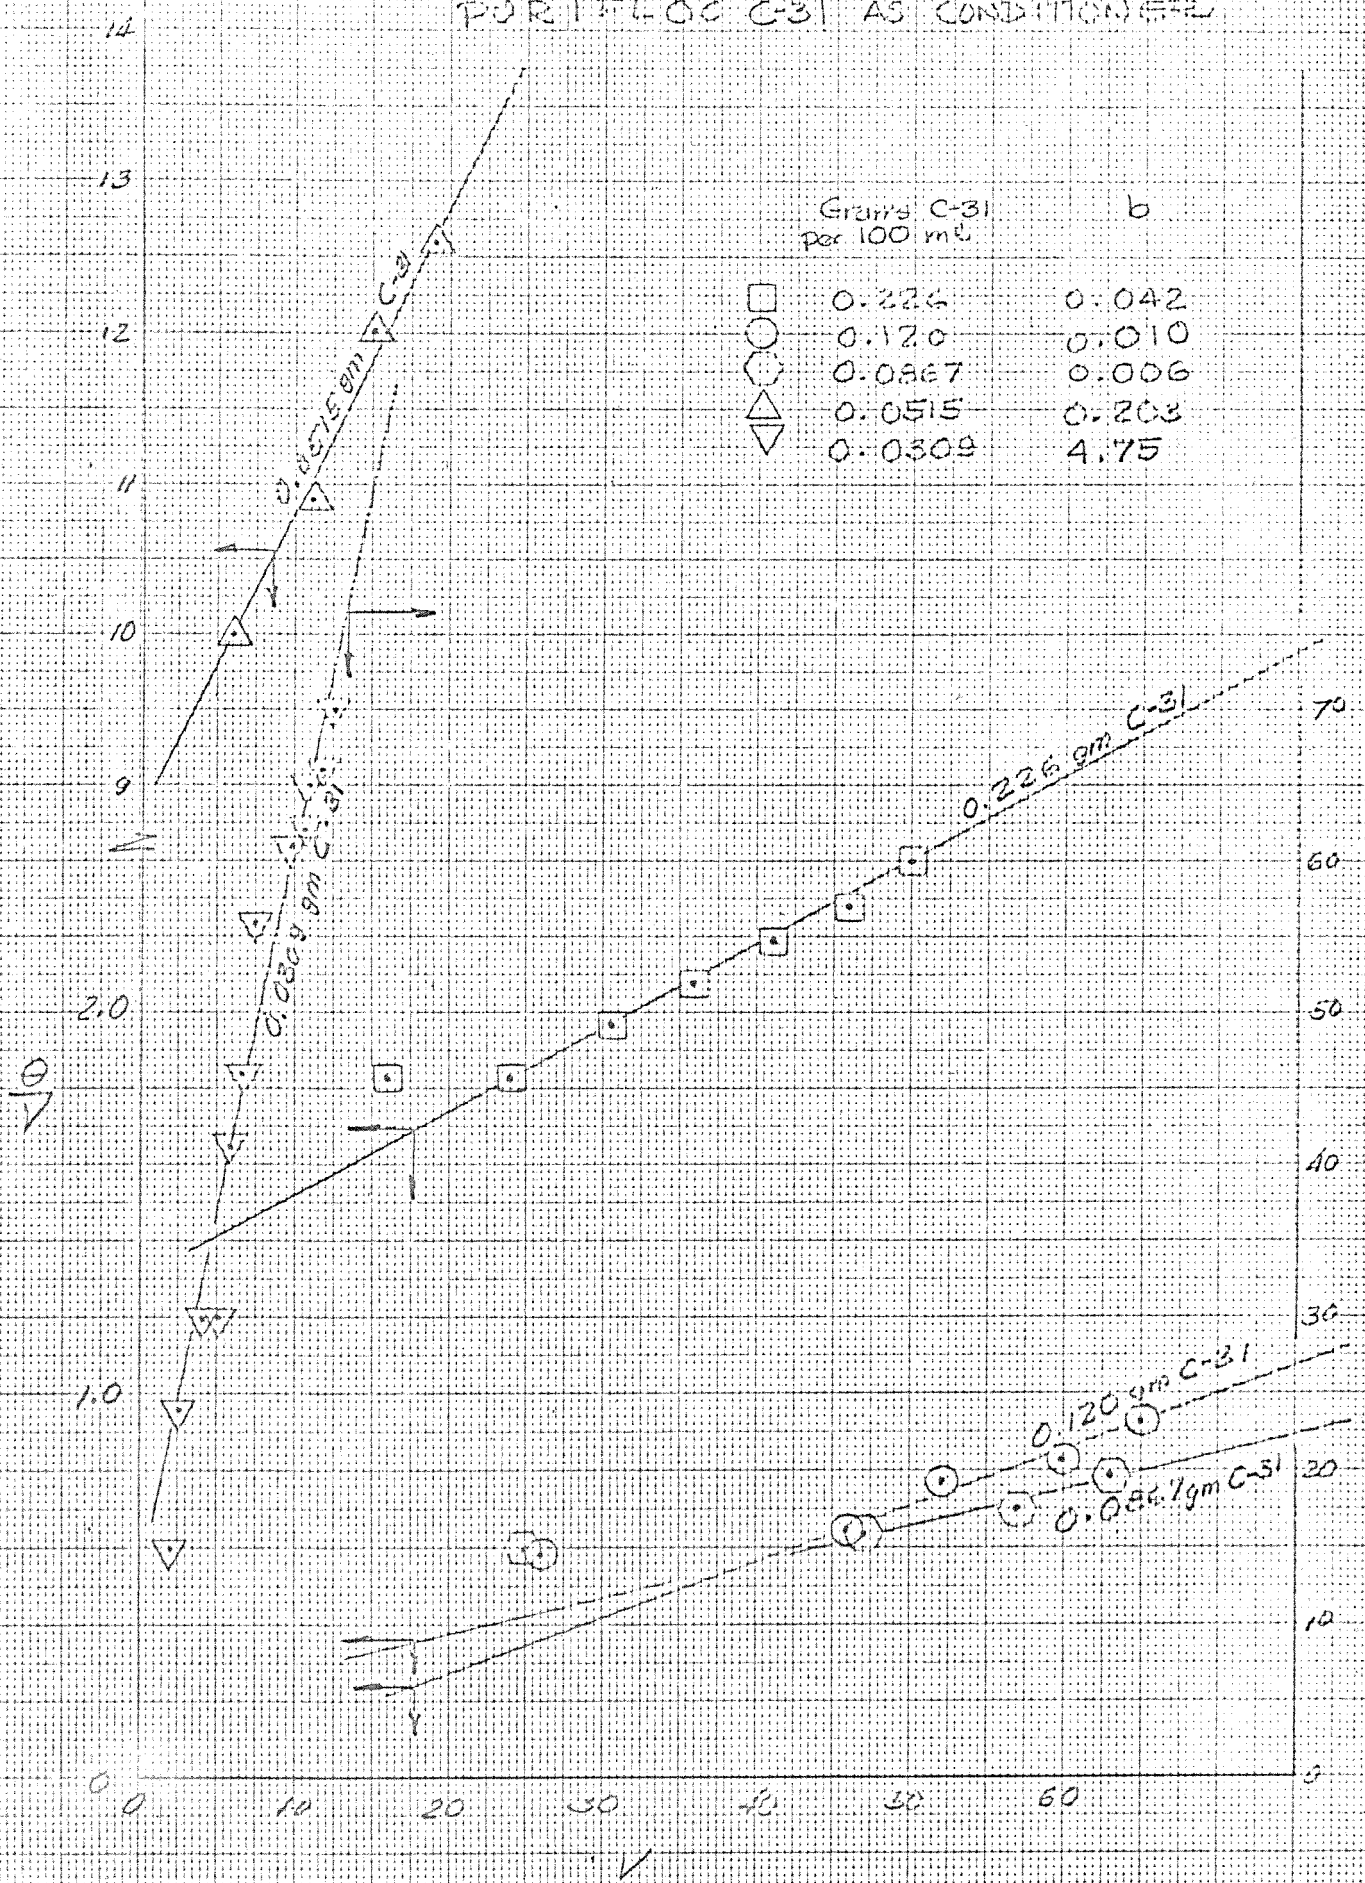 PURIFLOC C-31 AS CONDITIONER
14
13
12
11
10
9
2.0
1.0
0
θ/V
Grams C-31 b
per 100 ml
0.226 0.042
0.120 0.010
0.0867 0.006
0.0515 0.203
0.0309 4.75
0.0515 gm C-31
0.0309 gm C-31
0.226 gm C-31
0.120 gm C-31
0.0867 gm C-31
70
60
50
40
30
20
10
0
0 10 20 30 40 50 60
V